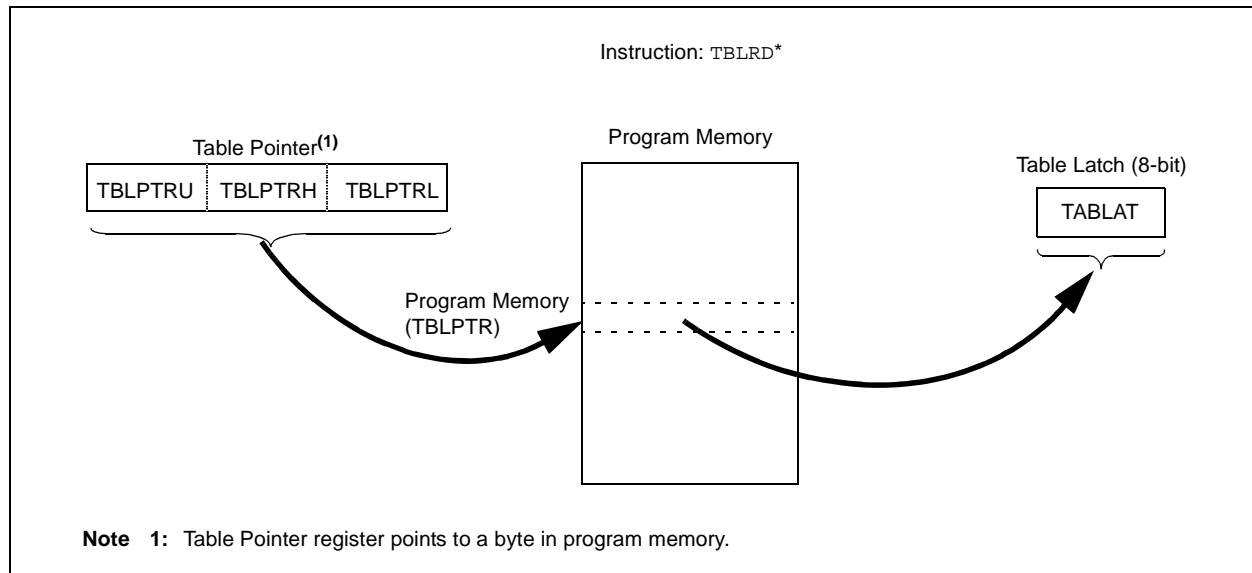 Instruction: TBLRD*
Table Pointer(1)
Program Memory
Table Latch (8-bit)
TBLPTRU TBLPTRH TBLPTRL
TABLAT
Program Memory
(TBLPTR)
Note 1: Table Pointer register points to a byte in program memory.